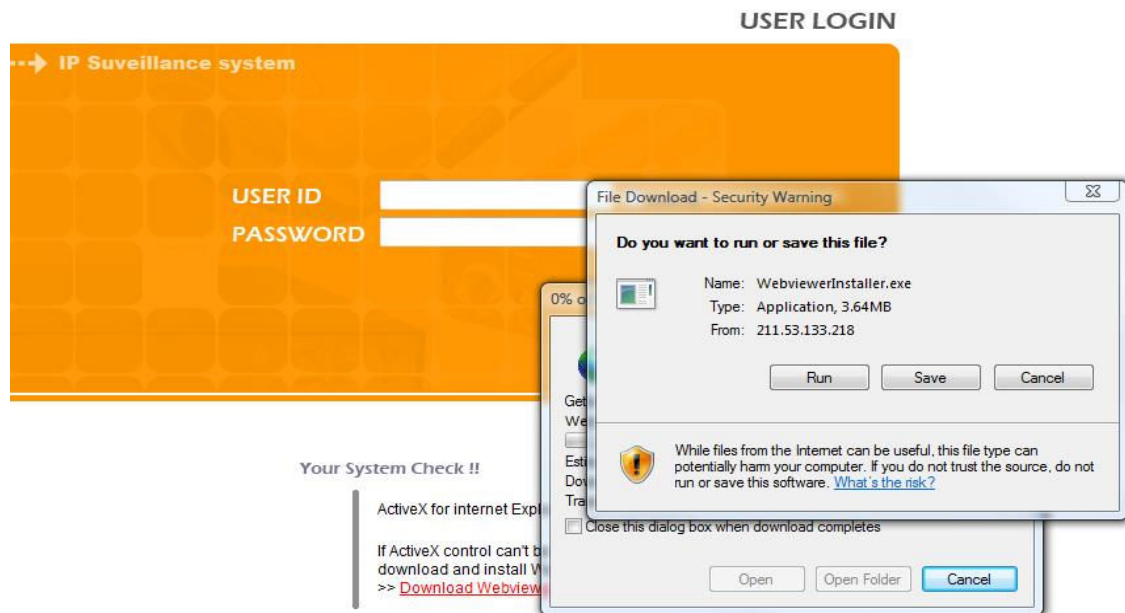 USER LOGIN
IP Suveillance system
USER ID
PASSWORD
File Download - Security Warning
Do you want to run or save this file?
Name: WebviewerInstaller.exe
Type: Application, 3.64MB
From: 211.53.133.218
Run Save Cancel
While files from the Internet can be useful, this file type can
potentially harm your computer. If you do not trust the source, do not
run or save this software. What's the risk?
0% o
Get
We
Esti
Dov
Tra
Close this dialog box when download completes
Open Open Folder Cancel
Your System Check !!
ActiveX for internet Expl
If ActiveX control can't b
download and install W
>> Download Webview